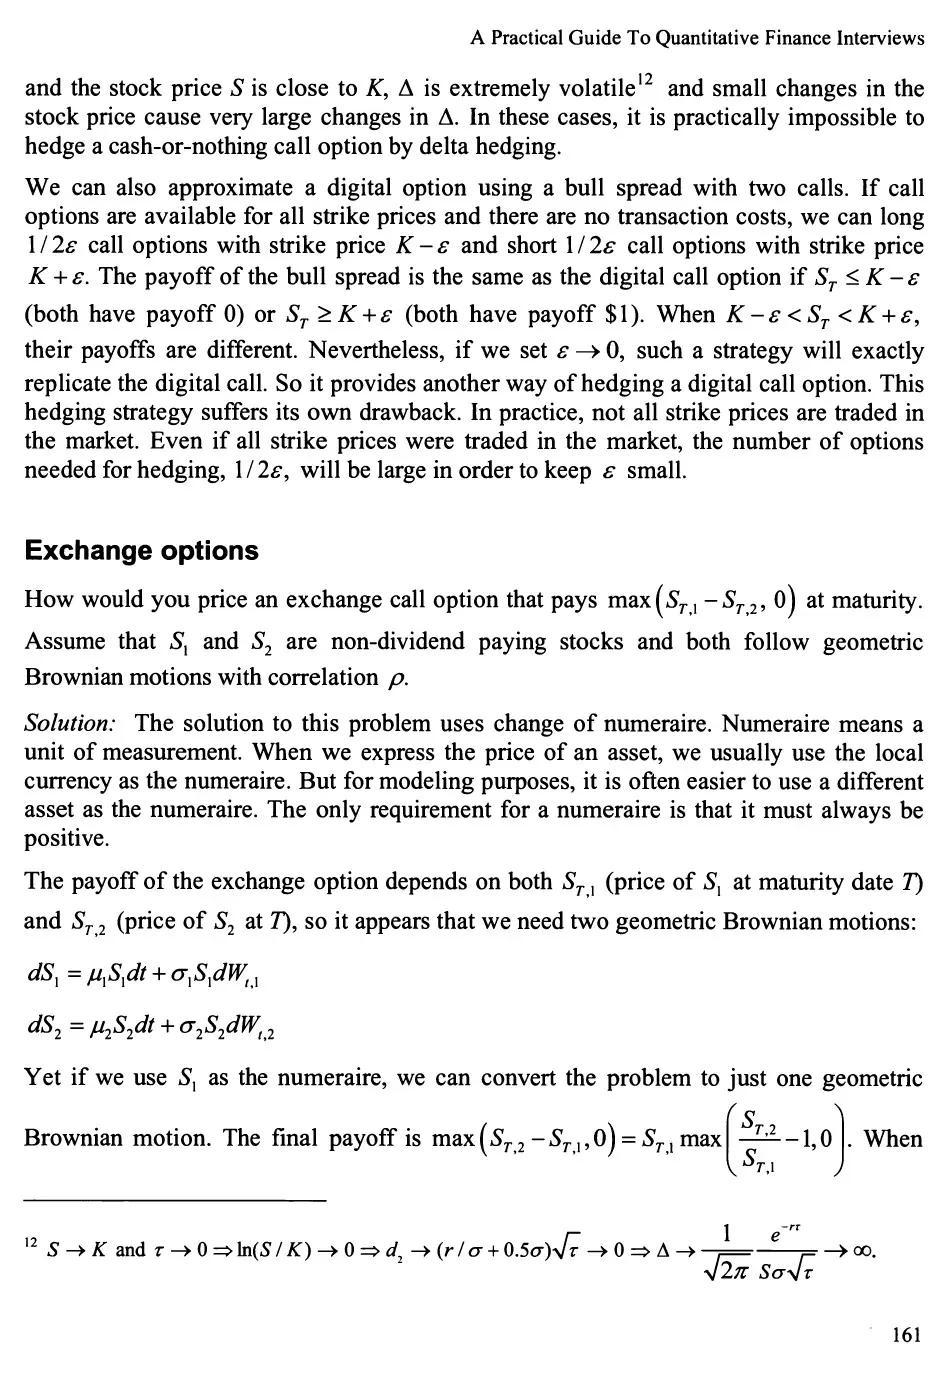 A Practical Guide To Quantitative Finance Interviews
and the stock price S is close to K, Δ is extremely volatile¹² and small changes in the
stock price cause very large changes in Δ. In these cases, it is practically impossible to
hedge a cash-or-nothing call option by delta hedging.
We can also approximate a digital option using a bull spread with two calls. If call
options are available for all strike prices and there are no transaction costs, we can long
1/2ε call options with strike price K − ε and short 1/2ε call options with strike price
K + ε. The payoff of the bull spread is the same as the digital call option if S_T ≤ K − ε
(both have payoff 0) or S_T ≥ K + ε (both have payoff $1). When K − ε < S_T < K + ε,
their payoffs are different. Nevertheless, if we set ε → 0, such a strategy will exactly
replicate the digital call. So it provides another way of hedging a digital call option. This
hedging strategy suffers its own drawback. In practice, not all strike prices are traded in
the market. Even if all strike prices were traded in the market, the number of options
needed for hedging, 1/2ε, will be large in order to keep ε small.
Exchange options
How would you price an exchange call option that pays max(S_{T,1} − S_{T,2}, 0) at maturity.
Assume that S₁ and S₂ are non-dividend paying stocks and both follow geometric
Brownian motions with correlation ρ.
Solution: The solution to this problem uses change of numeraire. Numeraire means a
unit of measurement. When we express the price of an asset, we usually use the local
currency as the numeraire. But for modeling purposes, it is often easier to use a different
asset as the numeraire. The only requirement for a numeraire is that it must always be
positive.
The payoff of the exchange option depends on both S_{T,1} (price of S₁ at maturity date T)
and S_{T,2} (price of S₂ at T), so it appears that we need two geometric Brownian motions:
dS₁ = μ₁S₁dt + σ₁S₁dW_{t,1}
dS₂ = μ₂S₂dt + σ₂S₂dW_{t,2}
Yet if we use S₁ as the numeraire, we can convert the problem to just one geometric
Brownian motion. The final payoff is max(S_{T,2} − S_{T,1}, 0) = S_{T,1} max(S_{T,2}/S_{T,1} − 1, 0). When
¹² S → K and τ → 0 ⇒ ln(S / K) → 0 ⇒ d₂ → (r / σ + 0.5σ)√τ → 0 ⇒ Δ → 1/√2π e^{−rτ}/Sσ√τ → ∞.
161